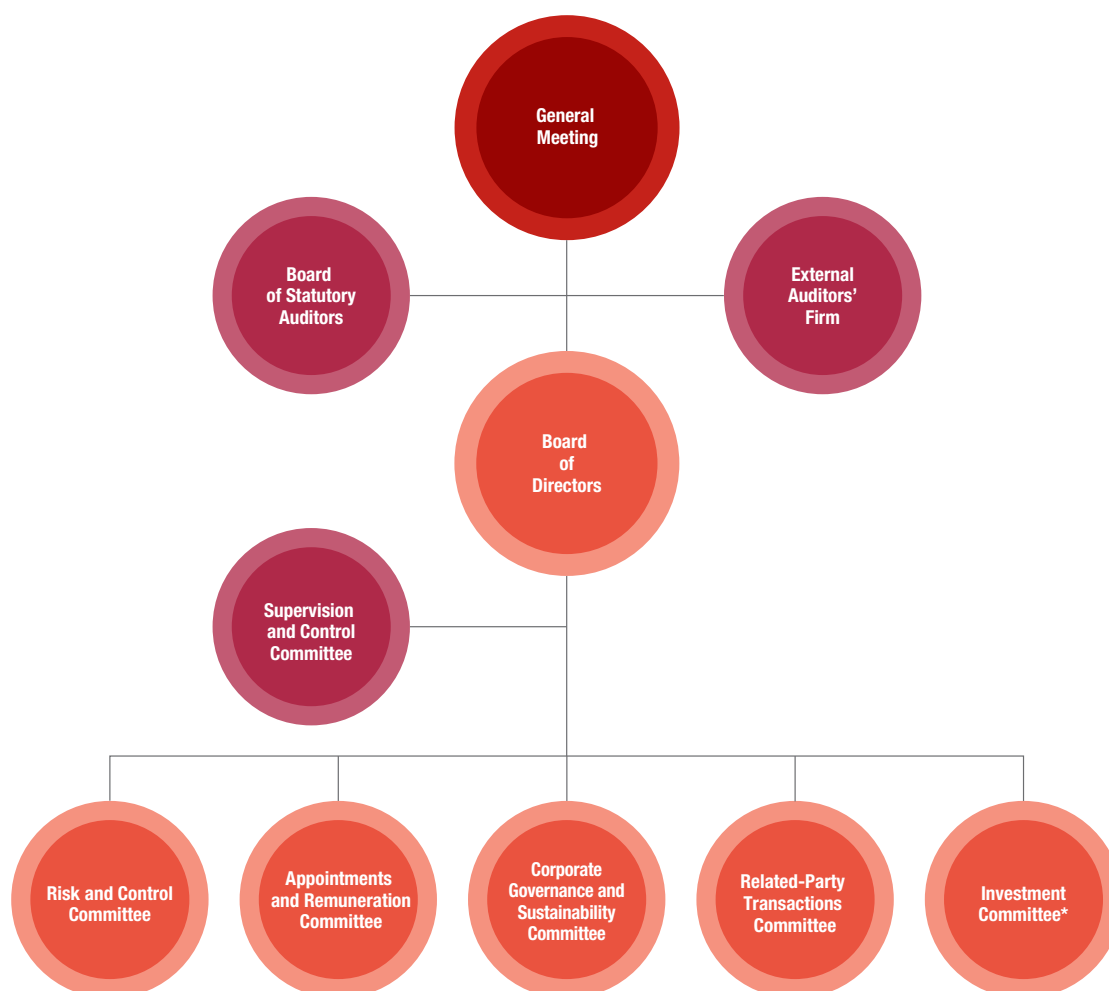 General
Meeting
Board
of Statutory
Auditors
External
Auditors’
Firm
Board
of
Directors
Supervision
and Control
Committee
Risk and Control
Committee
Appointments
and Remuneration
Committee
Corporate
Governance and
Sustainability
Committee
Related-Party
Transactions
Committee
Investment
Committee*